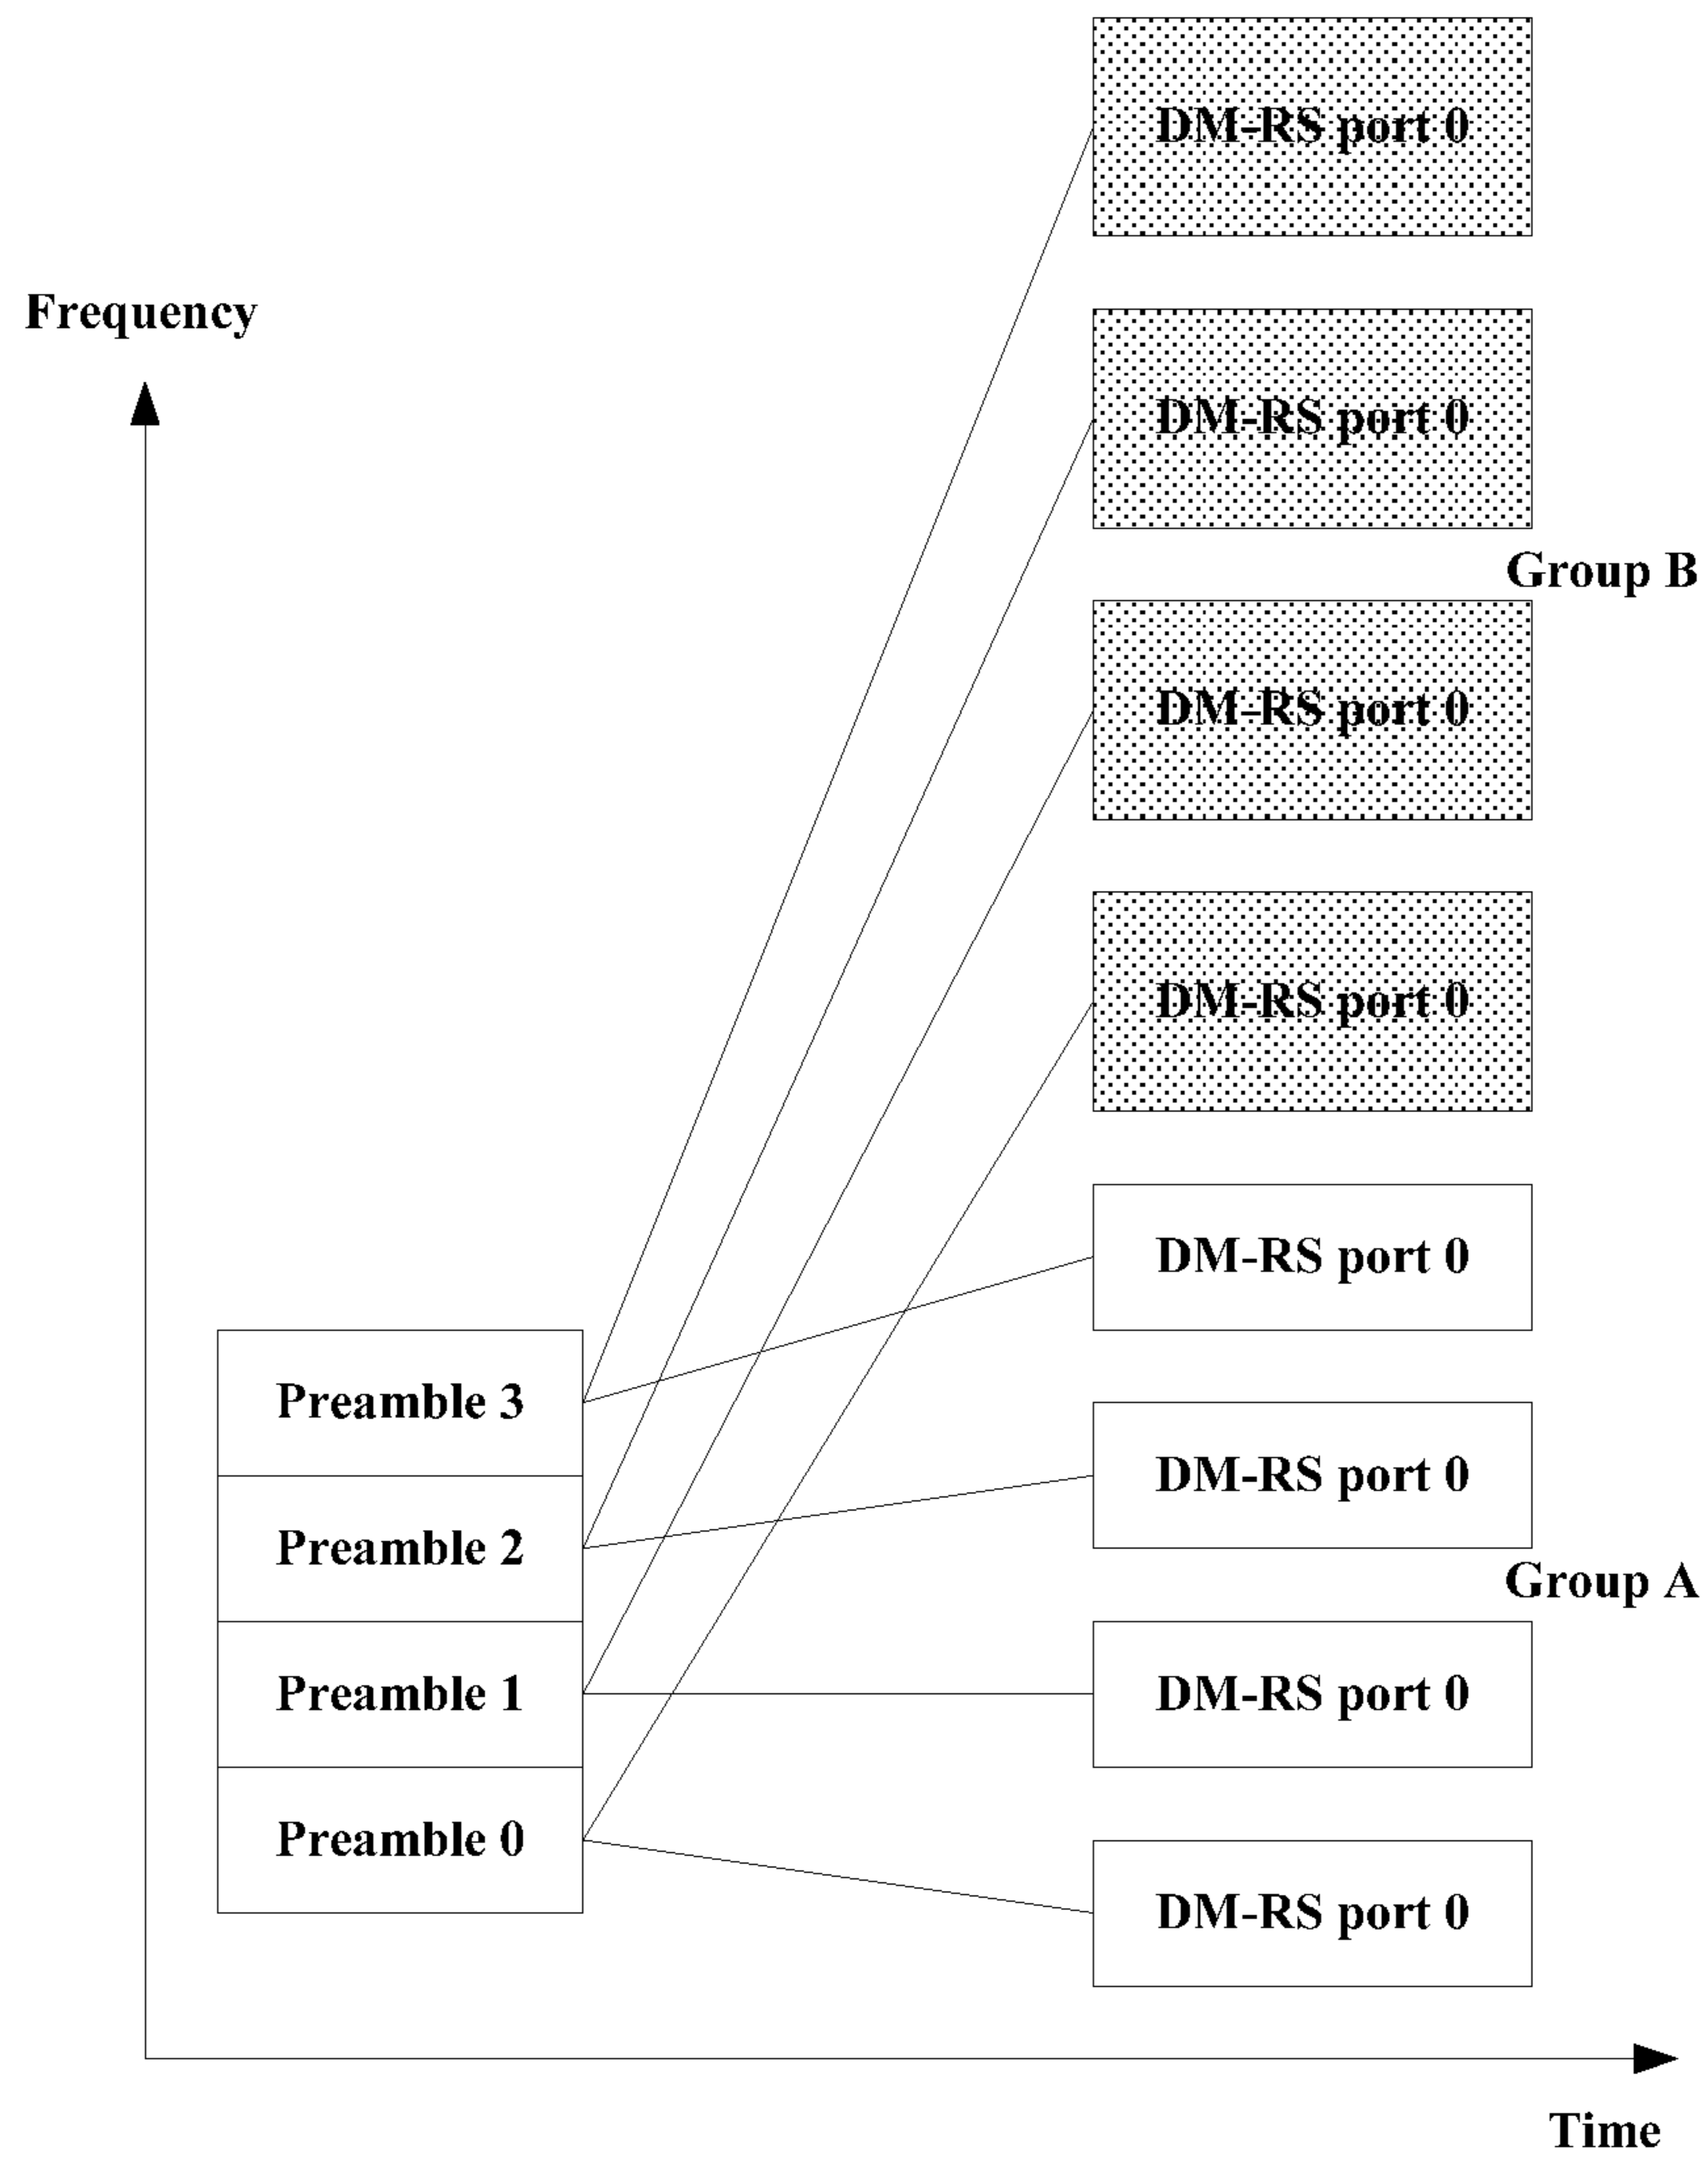 DM-RS port 0
Frequency
DM-RS port 0
Group B
DM-RS port 0
DM-RS port 0
DM-RS port 0
Preamble 3
DM-RS port 0
Preamble 2
Group A
Preamble 1
DM-RS port 0
Preamble 0
DM-RS port 0
Time